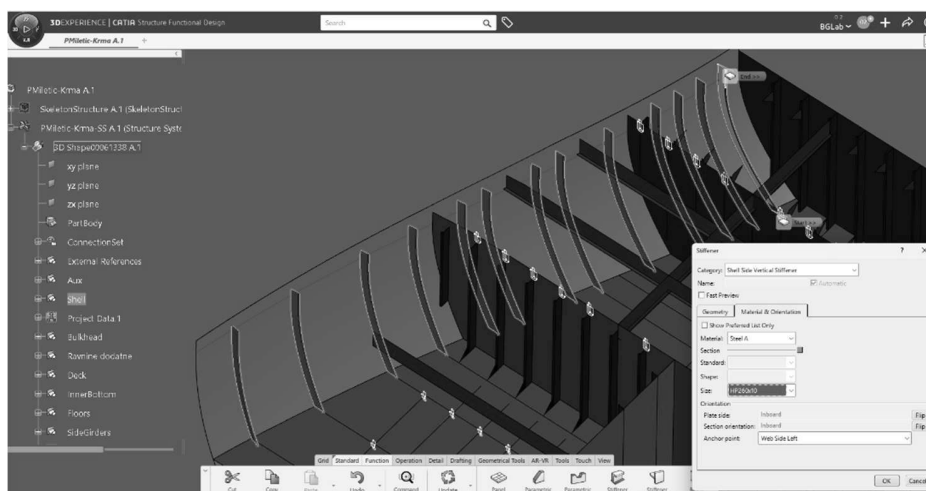 3DEXPERIENCE | CATIA Structure Functional Design
Search
BGLab
PMiletic-Krma A.1
PMiletic-Krma A.1
SkeletonStructure A.1 (SkeletonStruct
PMiletic-Krma-SS A.1 (Structure Syste
3D Shape00061338 A.1
xy plane
yz plane
zx plane
PartBody
ConnectionSet
External References
Aux
Shell
Project Data.1
Bulkhead
Ravnine dodatne
Deck
InnerBottom
Floors
SideGirders
End >>
Start >>
Stiffener
? X
Category: Shell Side Vertical Stiffener
Name: Automatic
Fast Preview
Geometry Material & Orientation
Show Preferred List Only
Material: Steel A
Section
Standard:
Shape:
Size: HP260x10
Orientation
Plate side: Inboard Flip
Section orientation: Inboard Flip
Anchor point: Web Side Left
OK Cancel
Grid Standard Function Operation Detail Drafting Geometrical Tools AR-VR Tools Touch View
Cut Copy Paste Undo Command Update Panel Parametric Parametric Stiffener Stiffener